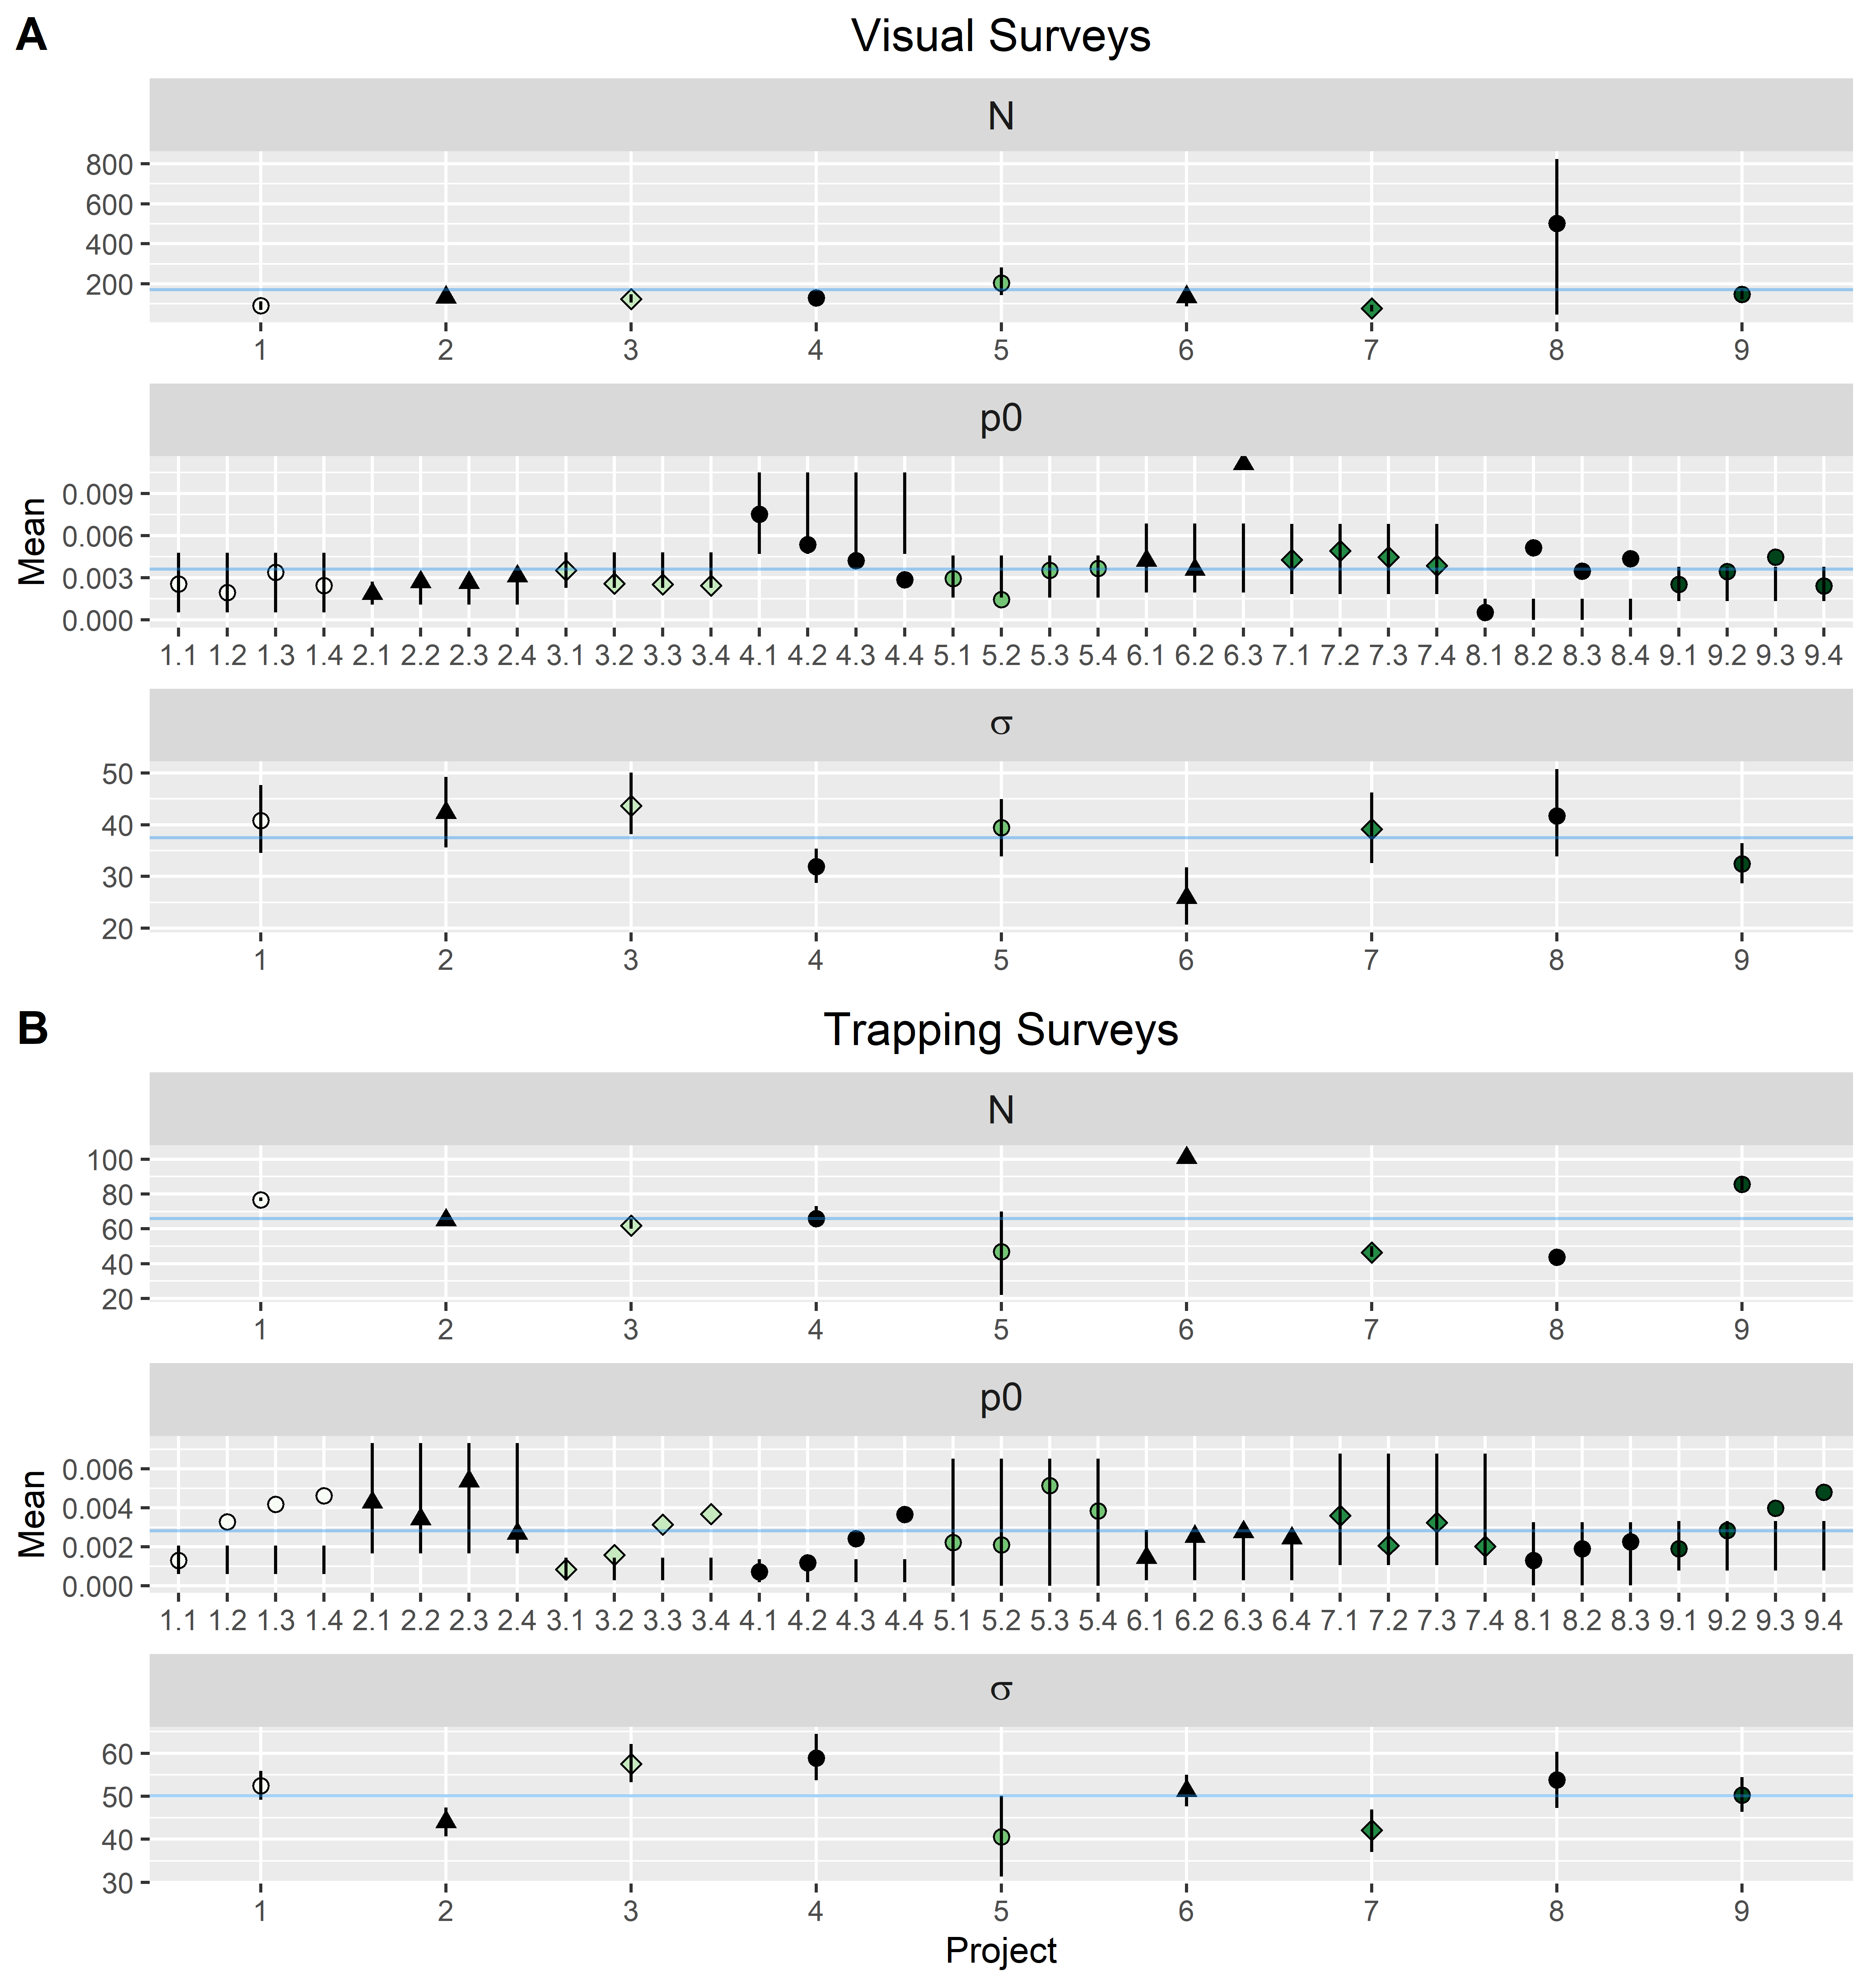 A
Visual Surveys
N
800
600
400
200
1 2 3 4 5 6 7 8 9
p0
Mean
0.009
0.006
0.003
0.000
1.1 1.2 1.3 1.4 2.1 2.2 2.3 2.4 3.1 3.2 3.3 3.4 4.1 4.2 4.3 4.4 5.1 5.2 5.3 5.4 6.1 6.2 6.3 7.1 7.2 7.3 7.4 8.1 8.2 8.3 8.4 9.1 9.2 9.3 9.4
σ
50
40
30
20
1 2 3 4 5 6 7 8 9
B
Trapping Surveys
N
100
80
60
40
20
1 2 3 4 5 6 7 8 9
p0
Mean
0.006
0.004
0.002
0.000
1.1 1.2 1.3 1.4 2.1 2.2 2.3 2.4 3.1 3.2 3.3 3.4 4.1 4.2 4.3 4.4 5.1 5.2 5.3 5.4 6.1 6.2 6.3 6.4 7.1 7.2 7.3 7.4 8.1 8.2 8.3 9.1 9.2 9.3 9.4
σ
60
50
40
30
1 2 3 4 5 6 7 8 9
Project